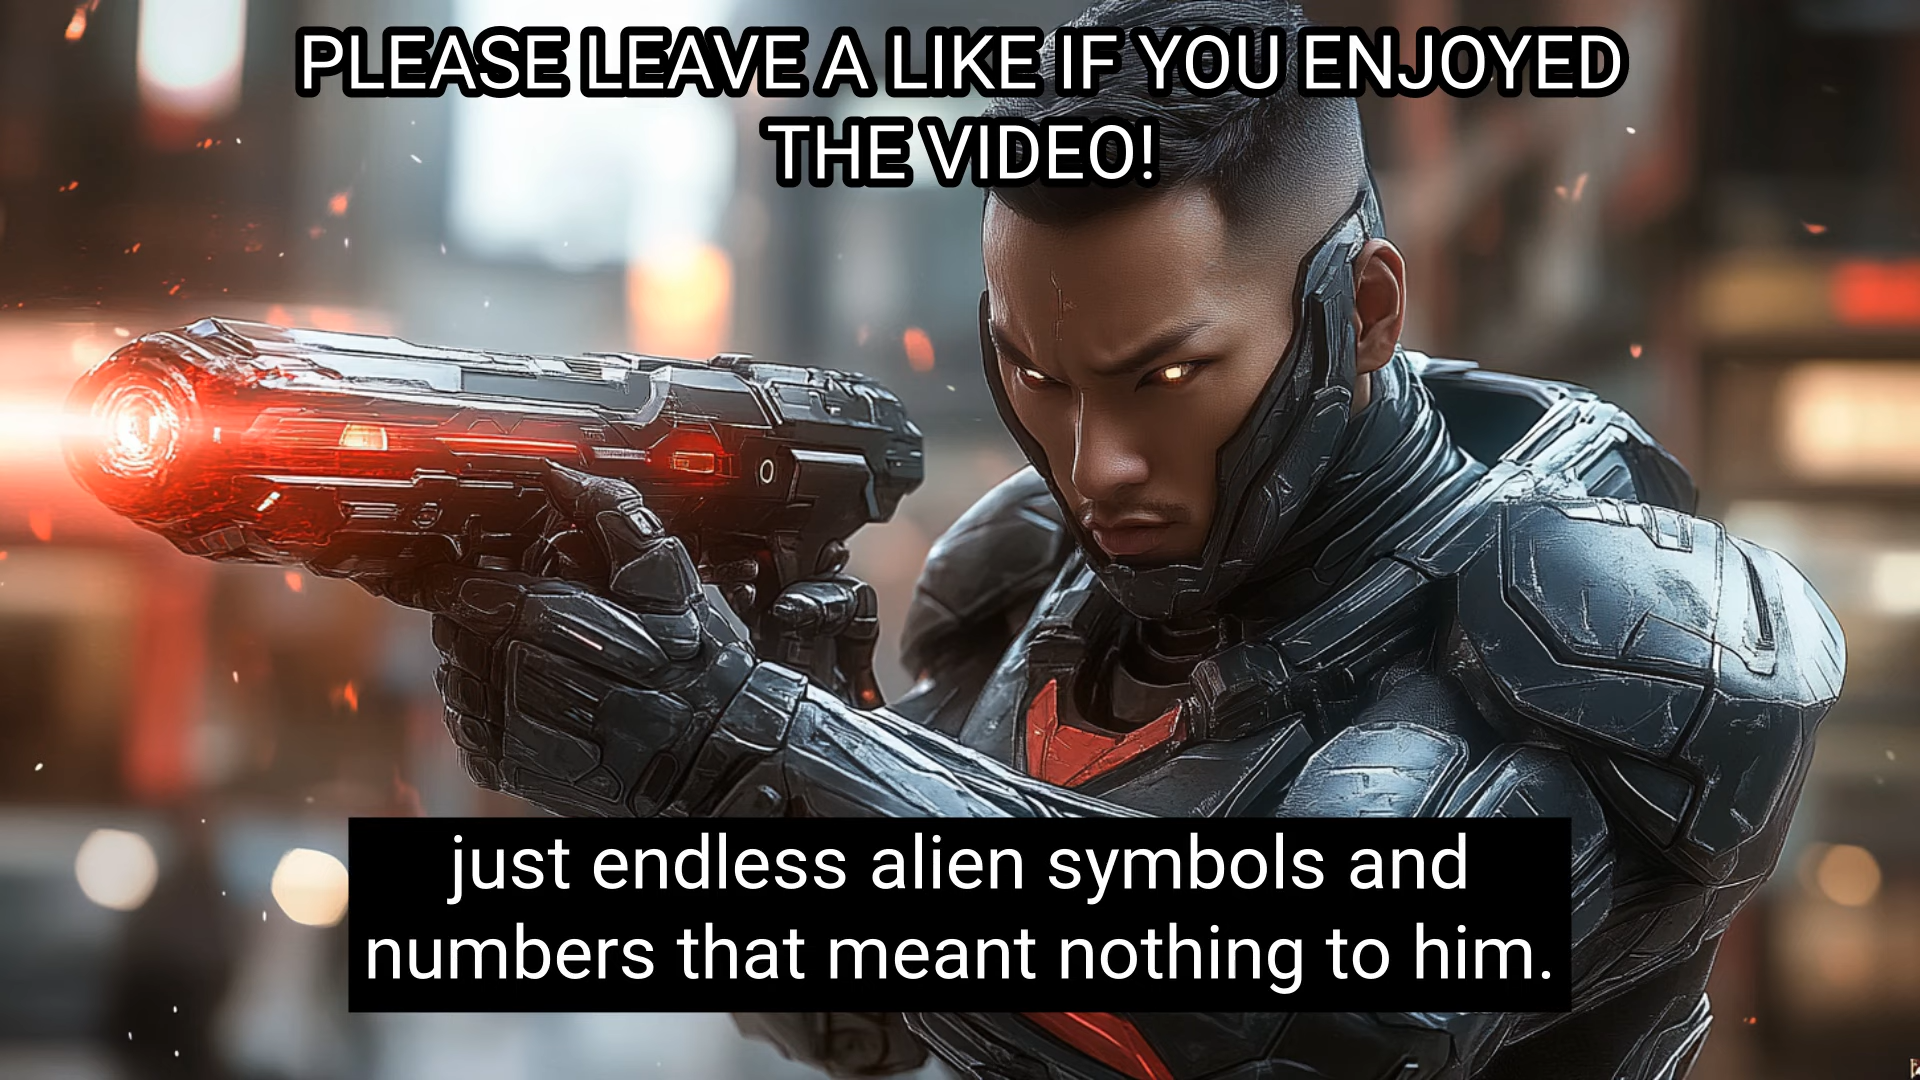 PLEASE LEAVE A LIKE IF YOU ENJOYED
THE VIDEO!
just endless alien symbols and
numbers that meant nothing to him.